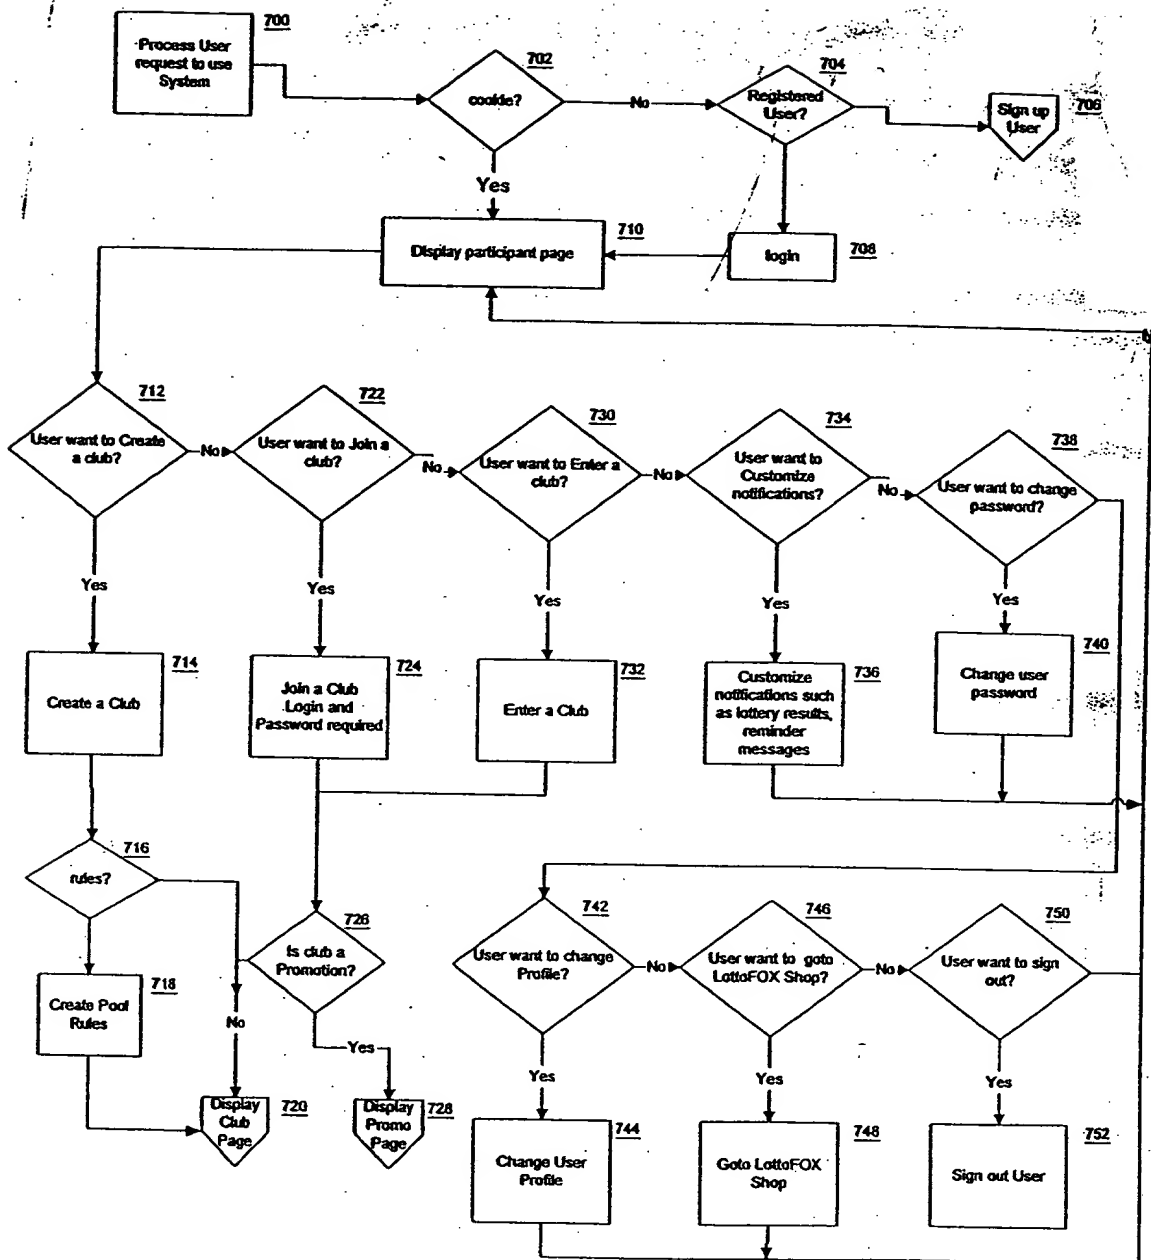 700
Process User
request to use
System
702
cookie?
No
704
Registered
User?
Sign up
User
706
Yes
710
Display participant page
login
708
712
User want to Create
a club?
No
722
User want to Join a
club?
No
730
User want to Enter a
club?
No
734
User want to
Customize
notifications?
No
738
User want to change
password?
Yes
Yes
Yes
Yes
Yes
714
Create a Club
724
Join a Club
Login and
Password required
732
Enter a Club
736
Customize
notifications such
as lottery results,
reminder
messages
740
Change user
password
716
rules?
726
Is club a
Promotion?
742
User want to change
Profile?
No
746
User want to goto
LottoFOX Shop?
No
750
User want to sign
out?
718
Create Pool
Rules
No
Yes
Yes
Yes
Yes
Display
Club
Page
720
Display
Promo
Page
728
744
Change User
Profile
748
Goto LottoFOX
Shop
752
Sign out User